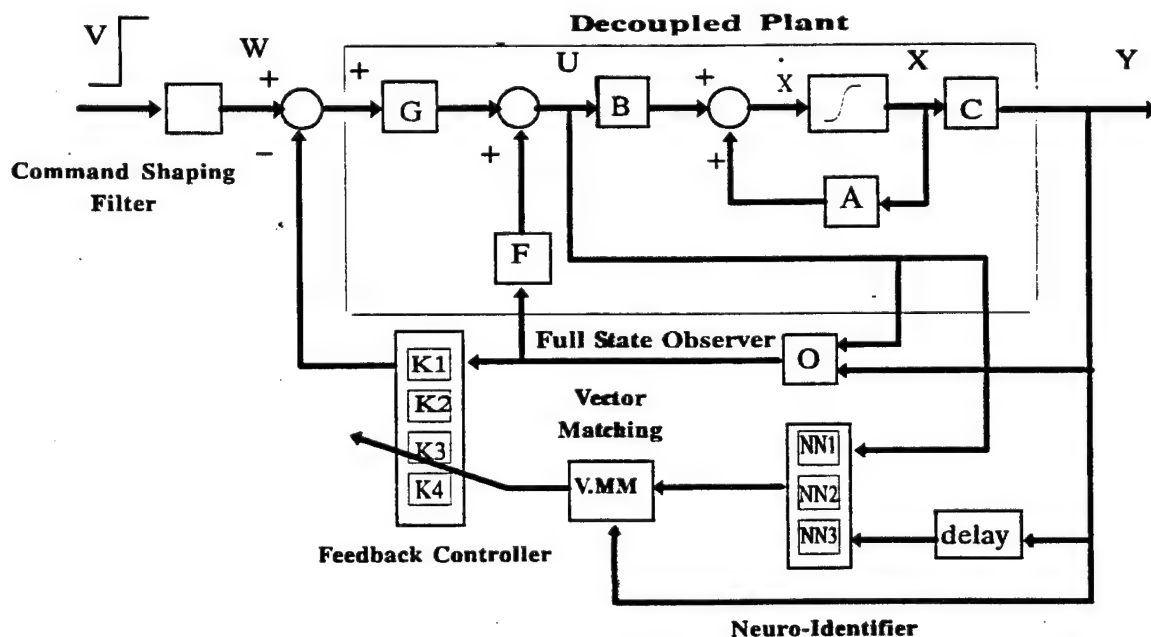 Decoupled Plant
V
W
U
Ẋ
X
Y
+
+
+
G
B
C
−
+
+
A
Command Shaping
Filter
F
Full State Observer
O
K1
K2
K3
K4
Vector
Matching
V.MM
NN1
NN2
NN3
delay
Feedback Controller
Neuro-Identifier